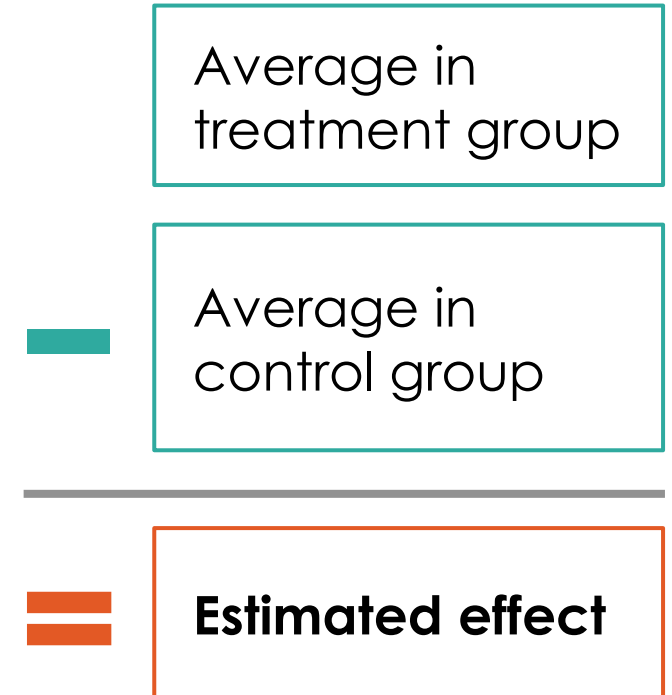 Average in
treatment group
Average in
control group
Estimated effect